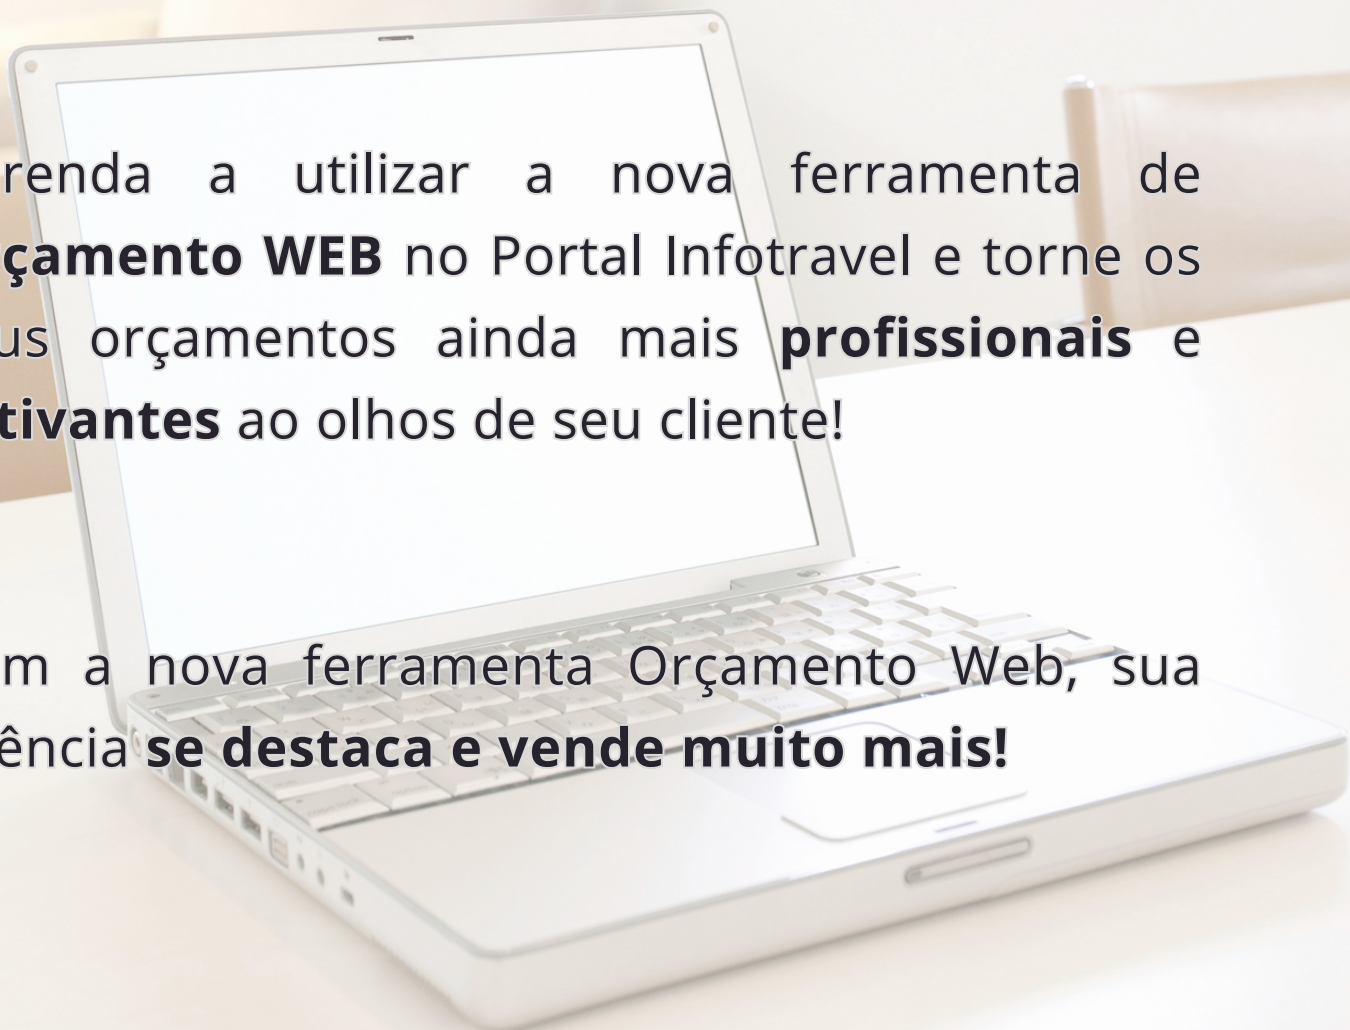 renda a utilizar a nova ferramenta de
çamento WEB no Portal Infotravel e torne os
us orçamentos ainda mais profissionais e
tivantes ao olhos de seu cliente!
m a nova ferramenta Orçamento Web, sua
ência se destaca e vende muito mais!